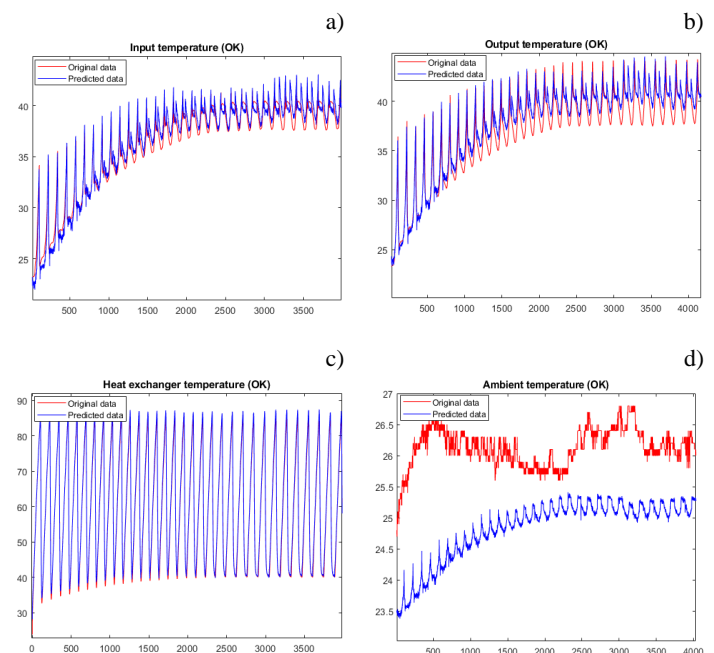 a)
Input temperature (OK)
Original data
Predicted data
40
35
30
25
500 1000 1500 2000 2500 3000 3500
b)
Output temperature (OK)
Original data
Predicted data
40
35
30
25
500 1000 1500 2000 2500 3000 3500 4000
c)
Heat exchanger temperature (OK)
Original data
Predicted data
90
80
70
60
50
40
30
0 500 1000 1500 2000 2500 3000 3500
d)
Ambient temperature (OK)
Original data
Predicted data
27
26.5
26
25.5
25
24.5
24
23.5
500 1000 1500 2000 2500 3000 3500 4000